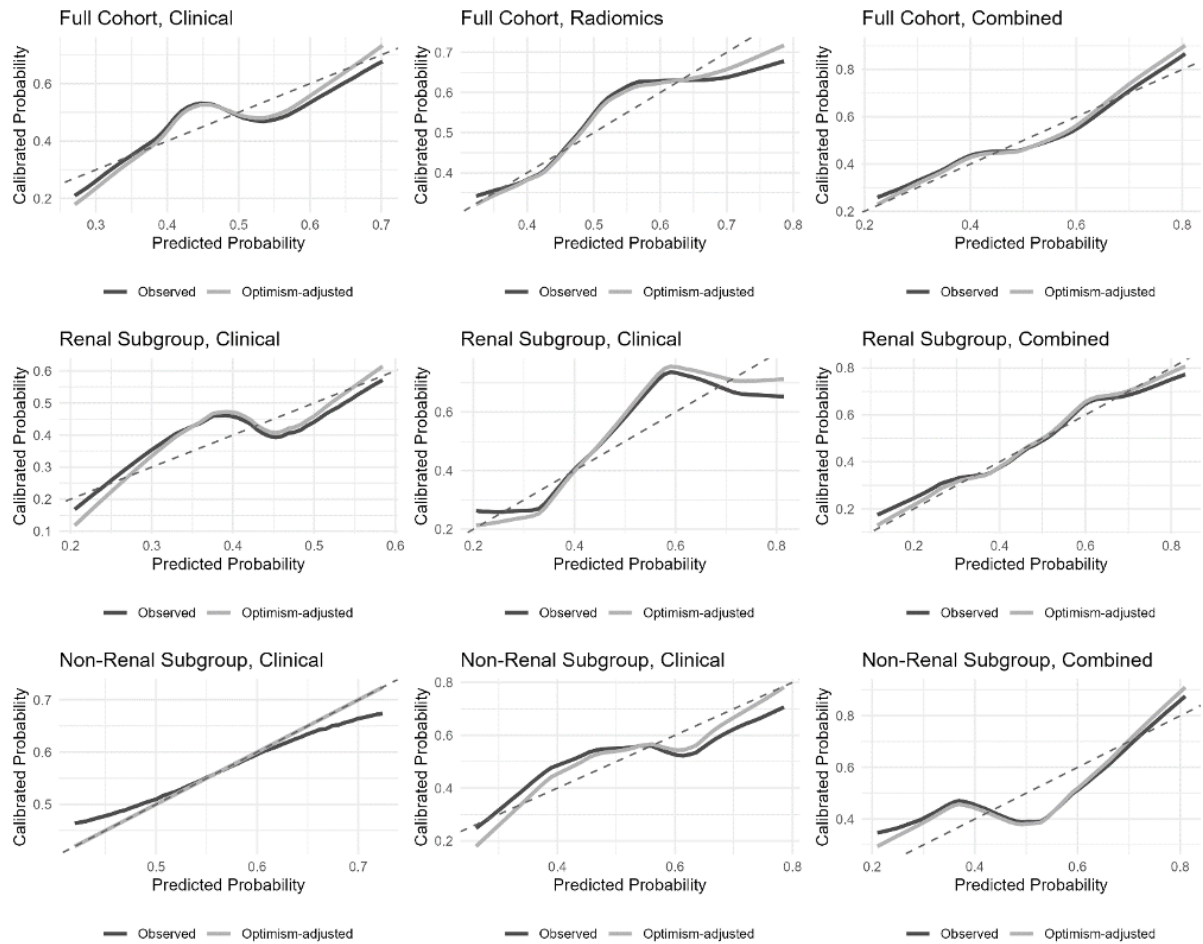 Full Cohort, Clinical
Calibrated Probability
0.6
0.4
0.2
0.3 0.4 0.5 0.6 0.7
Predicted Probability
Observed Optimism-adjusted
Full Cohort, Radiomics
Calibrated Probability
0.7
0.6
0.5
0.4
0.4 0.5 0.6 0.7 0.8
Predicted Probability
Observed Optimism-adjusted
Full Cohort, Combined
Calibrated Probability
0.8
0.6
0.4
0.2
0.2 0.4 0.6 0.8
Predicted Probability
Observed Optimism-adjusted
Renal Subgroup, Clinical
Calibrated Probability
0.6
0.5
0.4
0.3
0.2
0.1
0.2 0.3 0.4 0.5 0.6
Predicted Probability
Observed Optimism-adjusted
Renal Subgroup, Clinical
Calibrated Probability
0.6
0.4
0.2
0.2 0.4 0.6 0.8
Predicted Probability
Observed Optimism-adjusted
Renal Subgroup, Combined
Calibrated Probability
0.8
0.6
0.4
0.2
0.2 0.4 0.6 0.8
Predicted Probability
Observed Optimism-adjusted
Non-Renal Subgroup, Clinical
Calibrated Probability
0.7
0.6
0.5
0.5 0.6 0.7
Predicted Probability
Observed Optimism-adjusted
Non-Renal Subgroup, Clinical
Calibrated Probability
0.8
0.6
0.4
0.2
0.4 0.6 0.8
Predicted Probability
Observed Optimism-adjusted
Non-Renal Subgroup, Combined
Calibrated Probability
0.8
0.6
0.4
0.2 0.4 0.6 0.8
Predicted Probability
Observed Optimism-adjusted